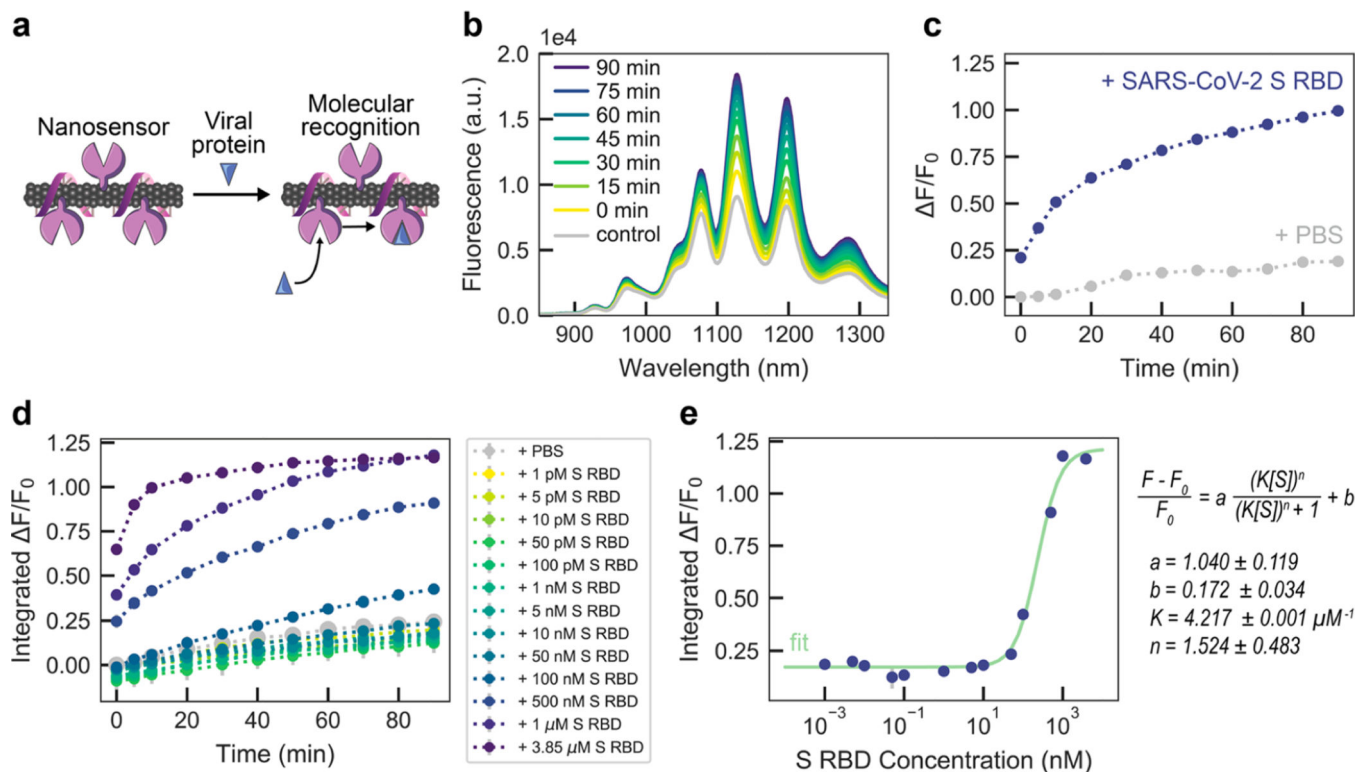 a
Nanosensor
Viral
protein
Molecular
recognition
b
1e4
Fluorescence (a.u.)
2.0
1.6
1.2
0.8
0.4
0.0
90 min
75 min
60 min
45 min
30 min
15 min
0 min
control
900 1000 1100 1200 1300
Wavelength (nm)
c
ΔF/F0
1.25
1.00
0.75
0.50
0.25
0.00
+ SARS-CoV-2 S RBD
+ PBS
0 20 40 60 80
Time (min)
d
Integrated ΔF/F0
1.25
1.00
0.75
0.50
0.25
0.00
0 20 40 60 80
Time (min)
+ PBS
+ 1 pM S RBD
+ 5 pM S RBD
+ 10 pM S RBD
+ 50 pM S RBD
+ 100 pM S RBD
+ 1 nM S RBD
+ 5 nM S RBD
+ 10 nM S RBD
+ 50 nM S RBD
+ 100 nM S RBD
+ 500 nM S RBD
+ 1 μM S RBD
+ 3.85 μM S RBD
e
Integrated ΔF/F0
1.25
1.00
0.75
0.50
0.25
fit
10^-3 10^-1 10^1 10^3
S RBD Concentration (nM)
F - F0 / F0 = a (K[S])^n / (K[S])^n + 1 + b
a = 1.040 ± 0.119
b = 0.172 ± 0.034
K = 4.217 ± 0.001 μM^-1
n = 1.524 ± 0.483